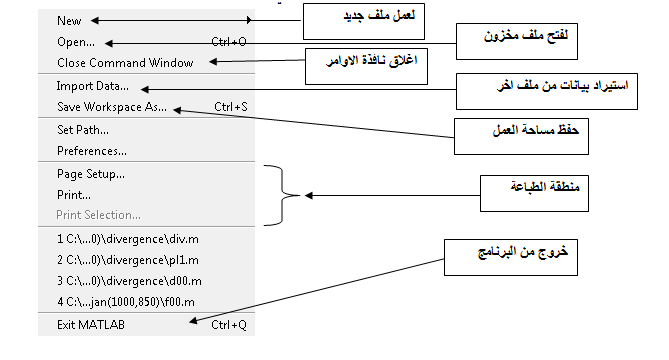 New
لعمل ملف جديد
Open... Ctrl+O
لفتح ملف مخزون
Close Command Window
اغلاق نافذة الاوامر
Import Data...
استيراد بيانات من ملف اخر
Save Workspace As... Ctrl+S
حفظ مساحة العمل
Set Path...
Preferences...
Page Setup...
Print...
Print Selection...
منطقة الطباعة
1 C:\...0)\divergence\div.m
2 C:\...0)\divergence\pl1.m
3 C:\...0)\divergence\d00.m
4 C:\...jan(1000,850)\f00.m
خروج من البرنامج
Exit MATLAB Ctrl+Q